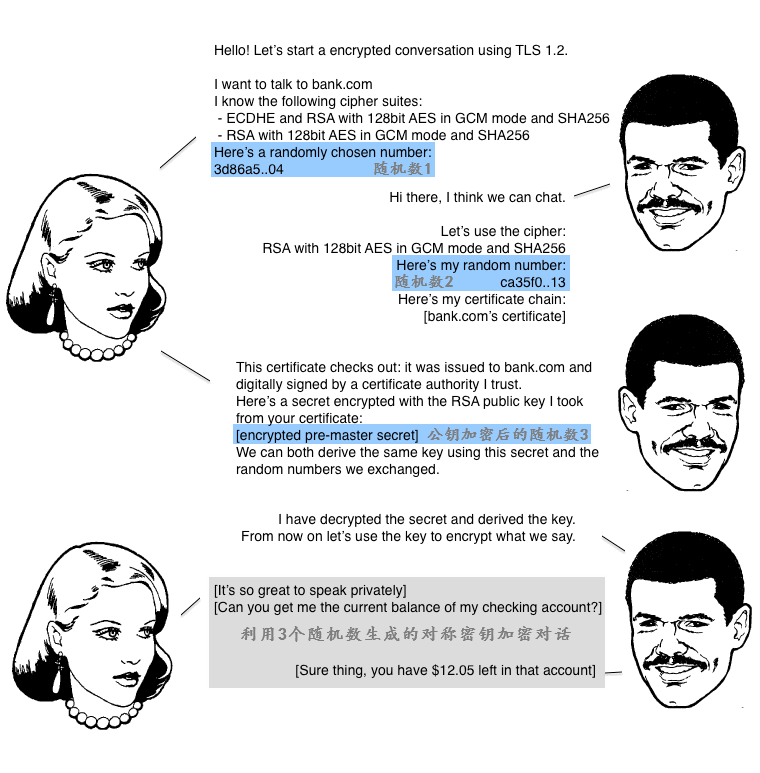 Hello! Let's start a encrypted conversation using TLS 1.2.
I want to talk to bank.com
I know the following cipher suites:
- ECDHE and RSA with 128bit AES in GCM mode and SHA256
- RSA with 128bit AES in GCM mode and SHA256
Here's a randomly chosen number:
3d86a5..04 随机数1
Hi there, I think we can chat.
Let's use the cipher:
RSA with 128bit AES in GCM mode and SHA256
Here's my random number:
随机数2 ca35f0..13
Here's my certificate chain:
[bank.com's certificate]
This certificate checks out: it was issued to bank.com and
digitally signed by a certificate authority I trust.
Here's a secret encrypted with the RSA public key I took
from your certificate:
[encrypted pre-master secret] 公钥加密后的随机数3
We can both derive the same key using this secret and the
random numbers we exchanged.
I have decrypted the secret and derived the key.
From now on let's use the key to encrypt what we say.
[It's so great to speak privately]
[Can you get me the current balance of my checking account?]
利用3个随机数生成的对称密钥加密对话
[Sure thing, you have $12.05 left in that account]